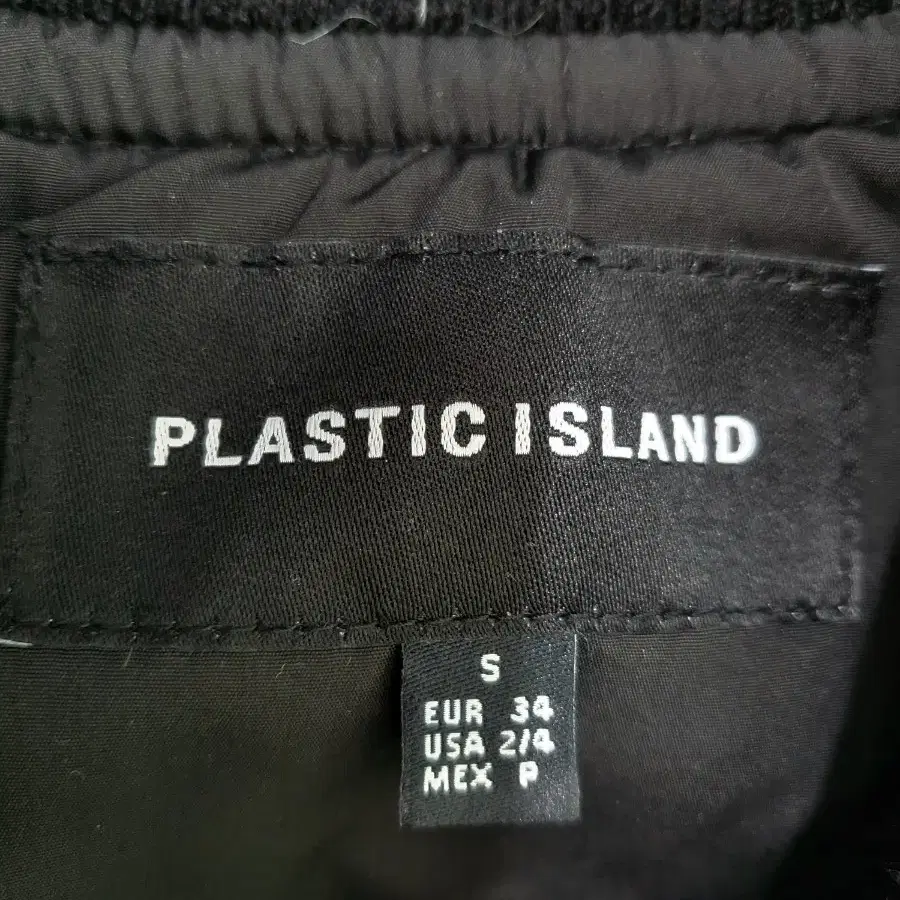 PLASTIC ISLAND
S
EUR 34
USA 2/4
MEX P